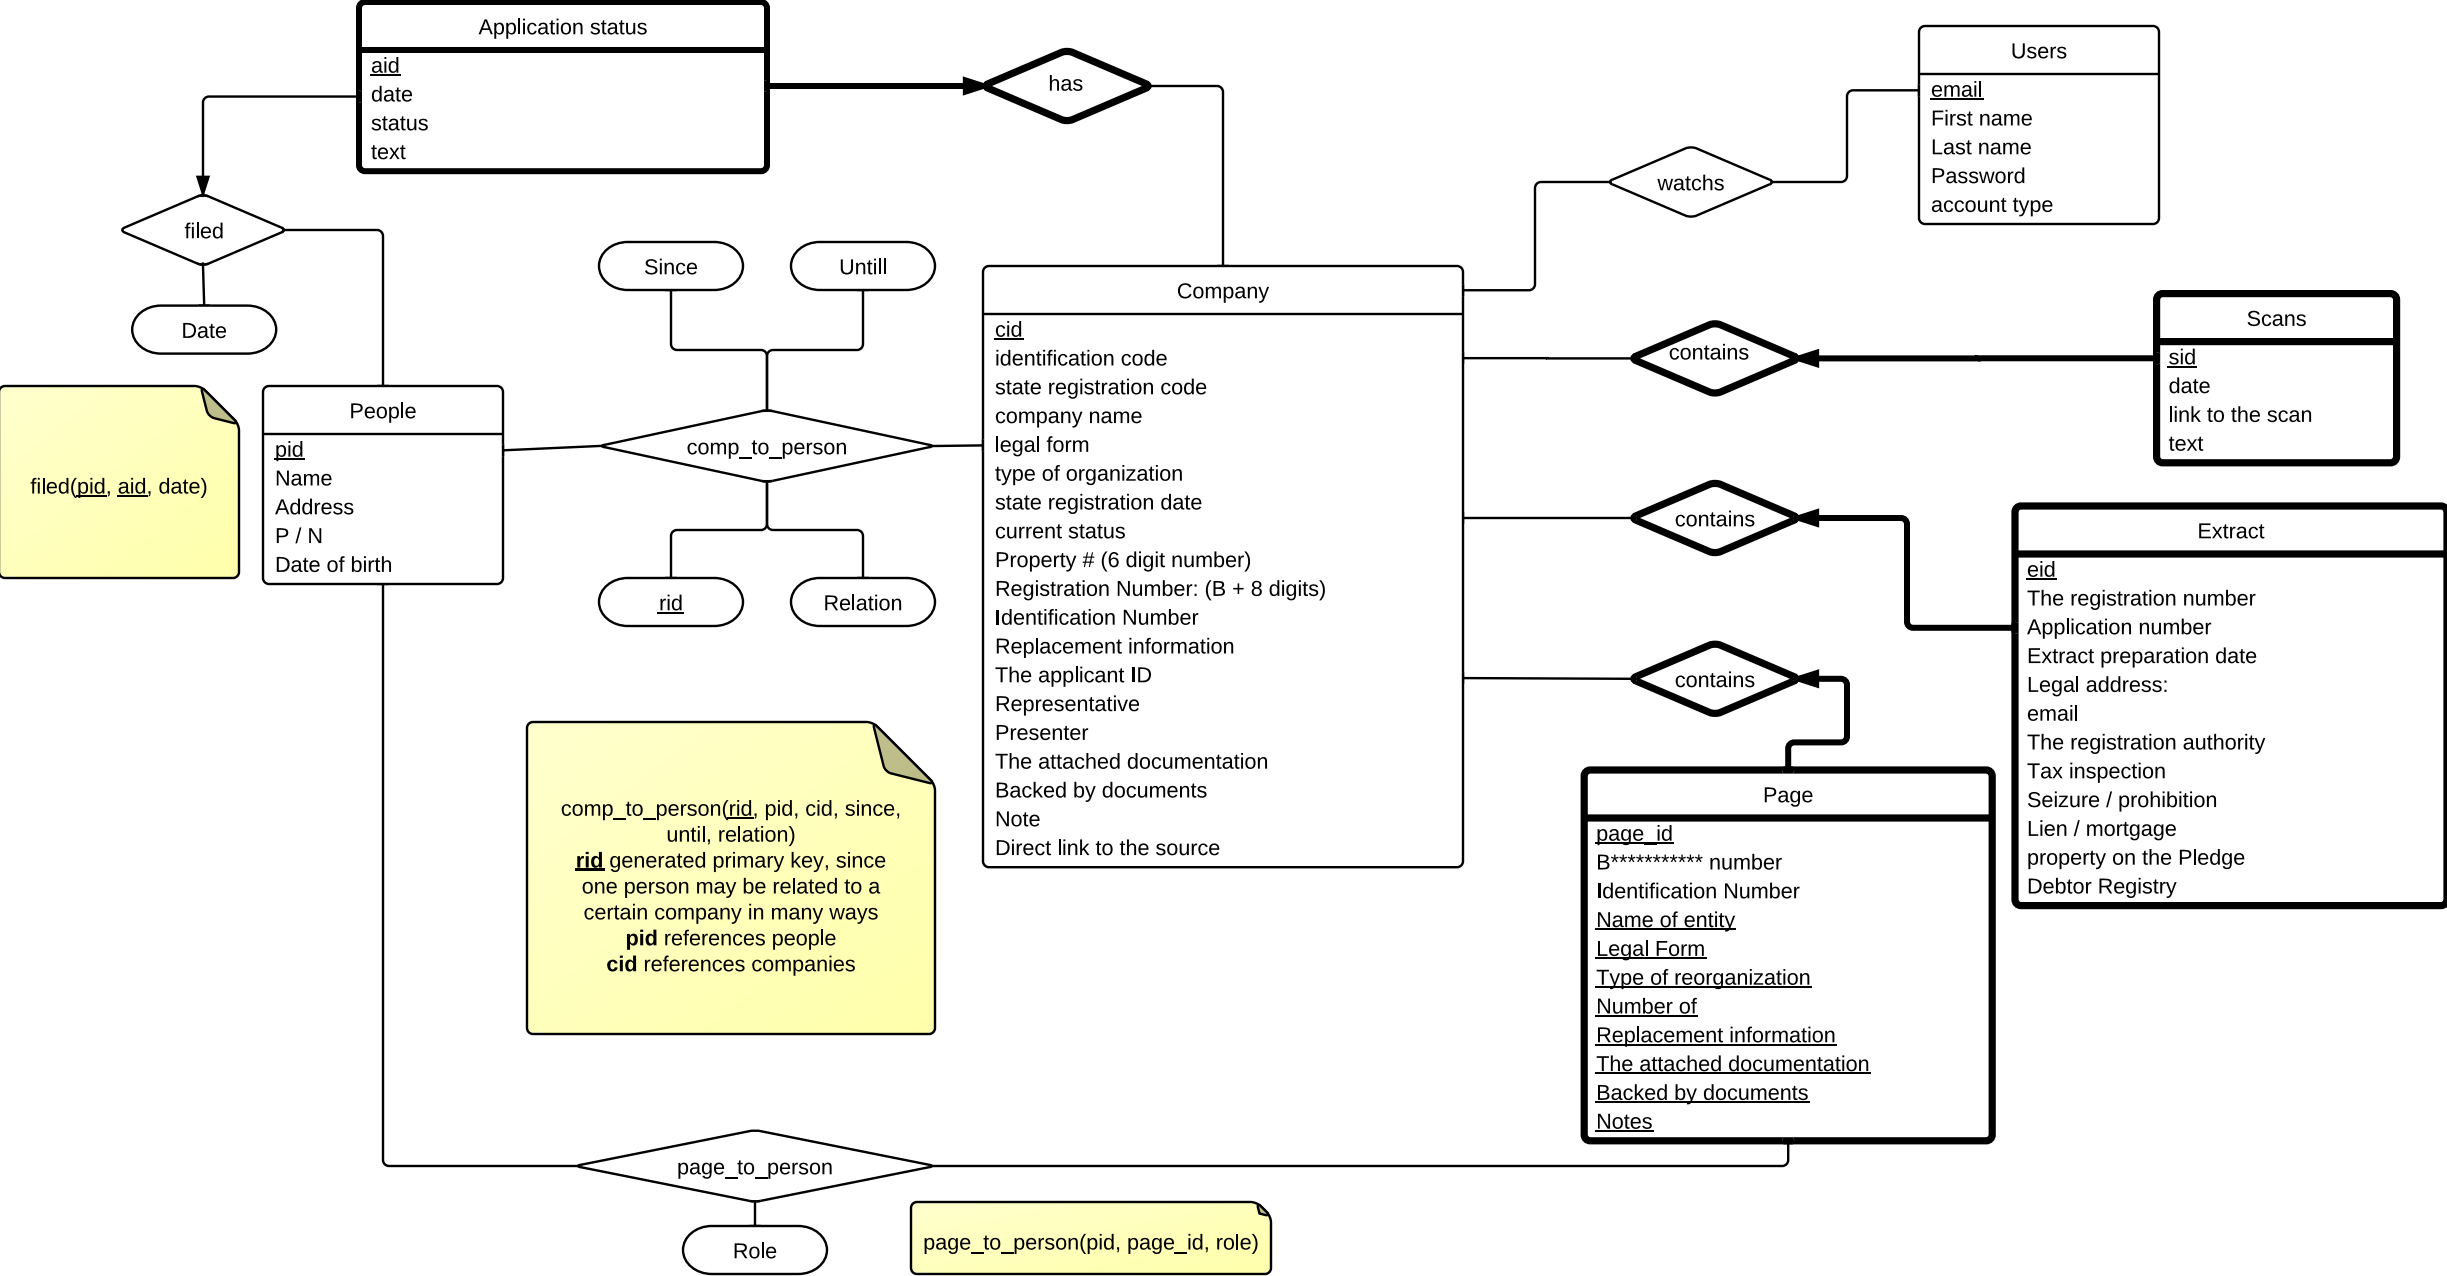 Application status
aid
date
status
text
has
Users
email
First name
Last name
Password
account type
watchs
filed
Date
Since
Untill
Company
cid
identification code
state registration code
company name
legal form
type of organization
state registration date
current status
Property # (6 digit number)
Registration Number: (B + 8 digits)
Identification Number
Replacement information
The applicant ID
Representative
Presenter
The attached documentation
Backed by documents
Note
Direct link to the source
contains
Scans
sid
date
link to the scan
text
filed(pid, aid, date)
People
pid
Name
Address
P / N
Date of birth
comp_to_person
rid
Relation
contains
Extract
eid
The registration number
Application number
Extract preparation date
Legal address:
email
The registration authority
Tax inspection
Seizure / prohibition
Lien / mortgage
property on the Pledge
Debtor Registry
contains
Page
page_id
B*********** number
Identification Number
Name of entity
Legal Form
Type of reorganization
Number of
Replacement information
The attached documentation
Backed by documents
Notes
comp_to_person(rid, pid, cid, since,
until, relation)
rid generated primary key, since
one person may be related to a
certain company in many ways
pid references people
cid references companies
page_to_person
Role
page_to_person(pid, page_id, role)